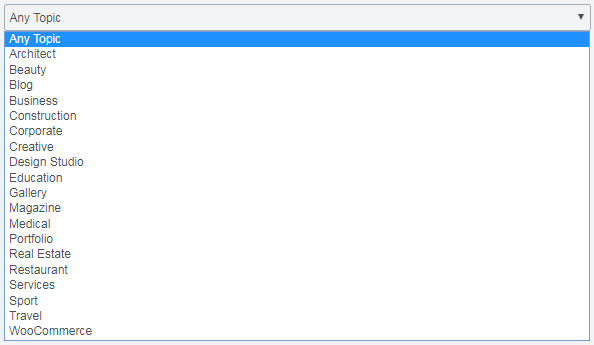 Any Topic
Any Topic
Architect
Beauty
Blog
Business
Construction
Corporate
Creative
Design Studio
Education
Gallery
Magazine
Medical
Portfolio
Real Estate
Restaurant
Services
Sport
Travel
WooCommerce